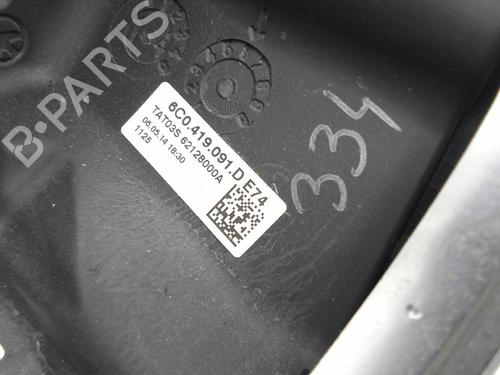 6C0.419.091.D E74
TAT03S 62128000A
06.05.14 18:30
1125
334
B-PARTS